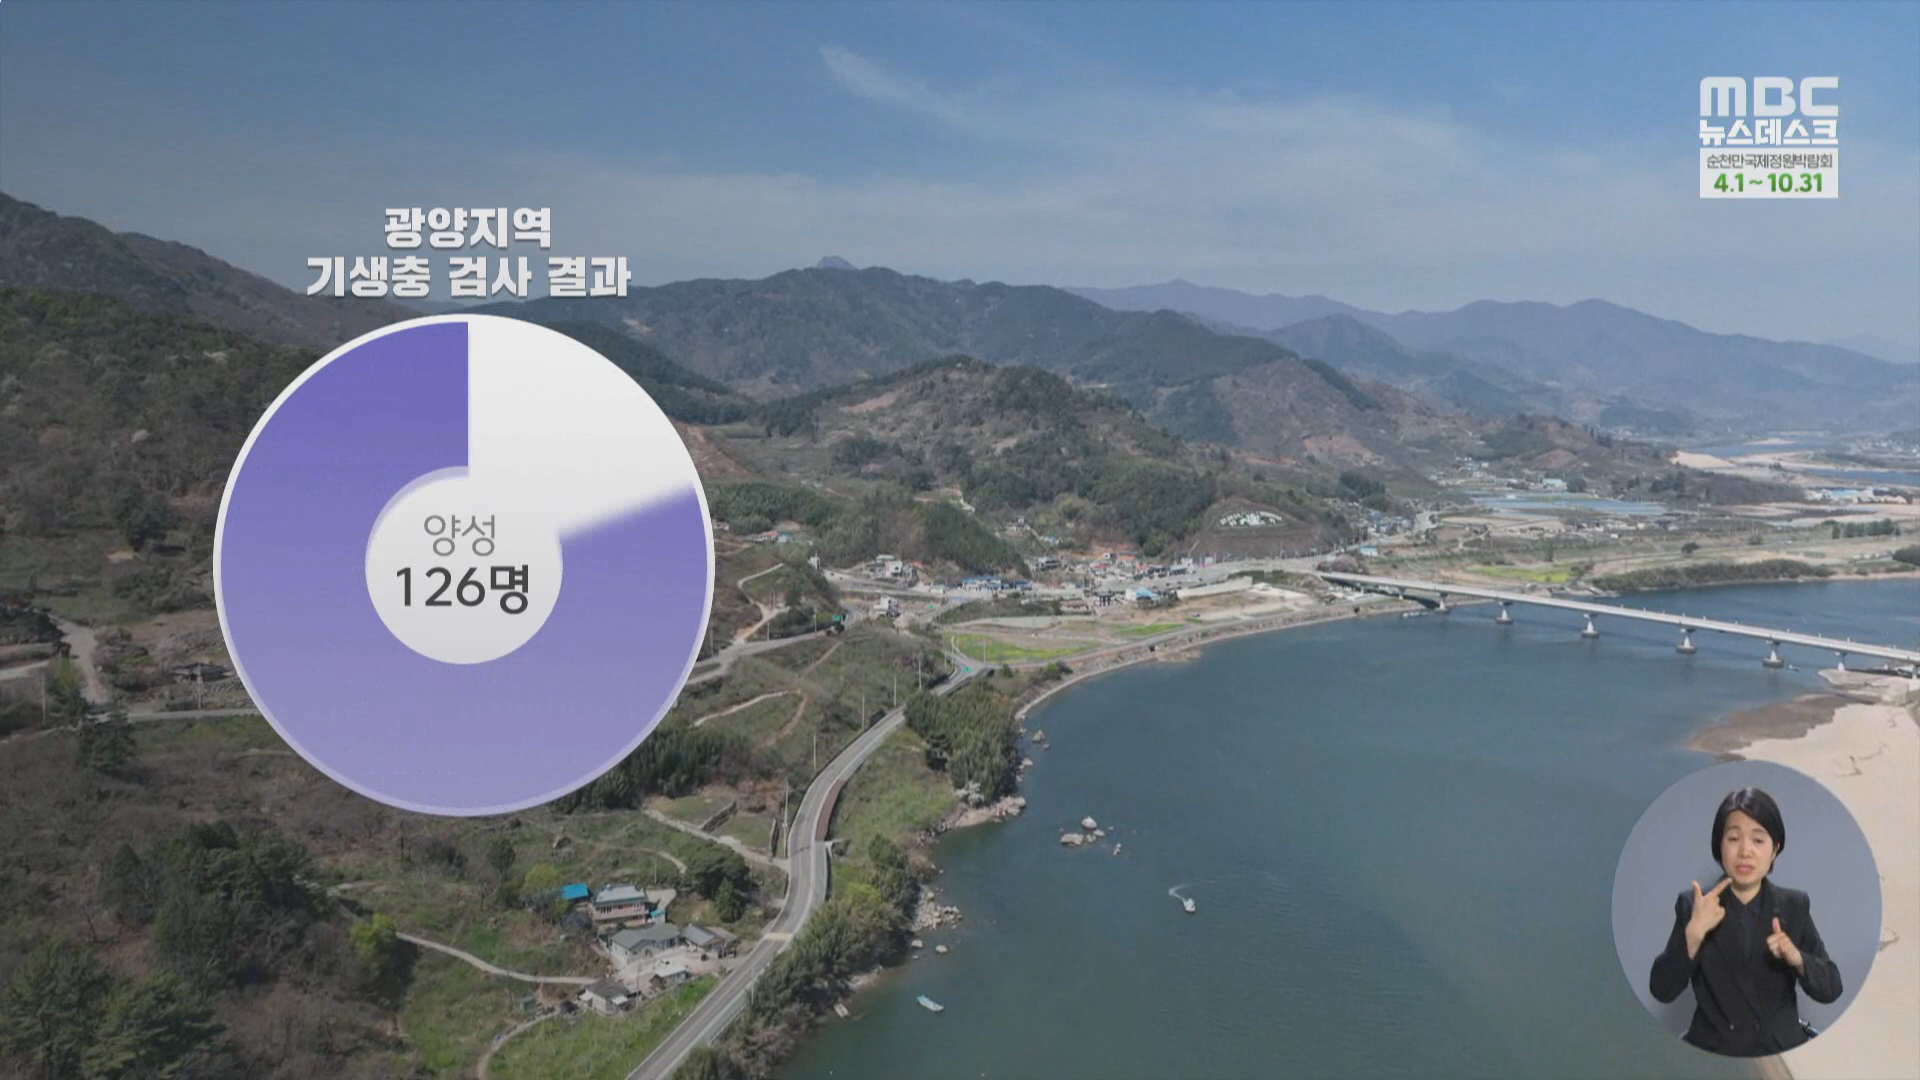 MBC
뉴스데스크
순천만국제정원박람회
4.1~10.31
광양지역
기생충 검사 결과
양성
126명